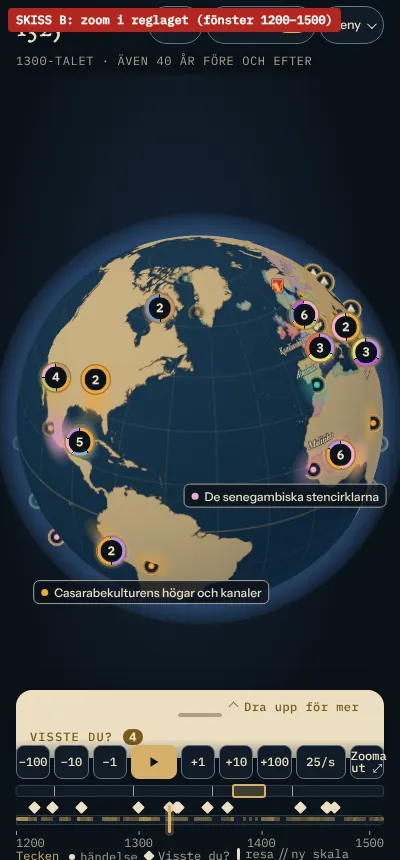 SKISS B: zoom i reglaget (fönster 1200–1500)
eny
1300-TALET · ÄVEN 40 ÅR FÖRE OCH EFTER
2
6
2
3
3
4
2
5
6
De senegambiska stencirklarna
2
Casarabekulturens högar och kanaler
Dra upp för mer
VISSTE DU? 4
−100 −10 −1 +1 +10 +100 25/s Zooma ut
1200 1300 1400 1500
Tecken händelse Visste du? resa ny skala